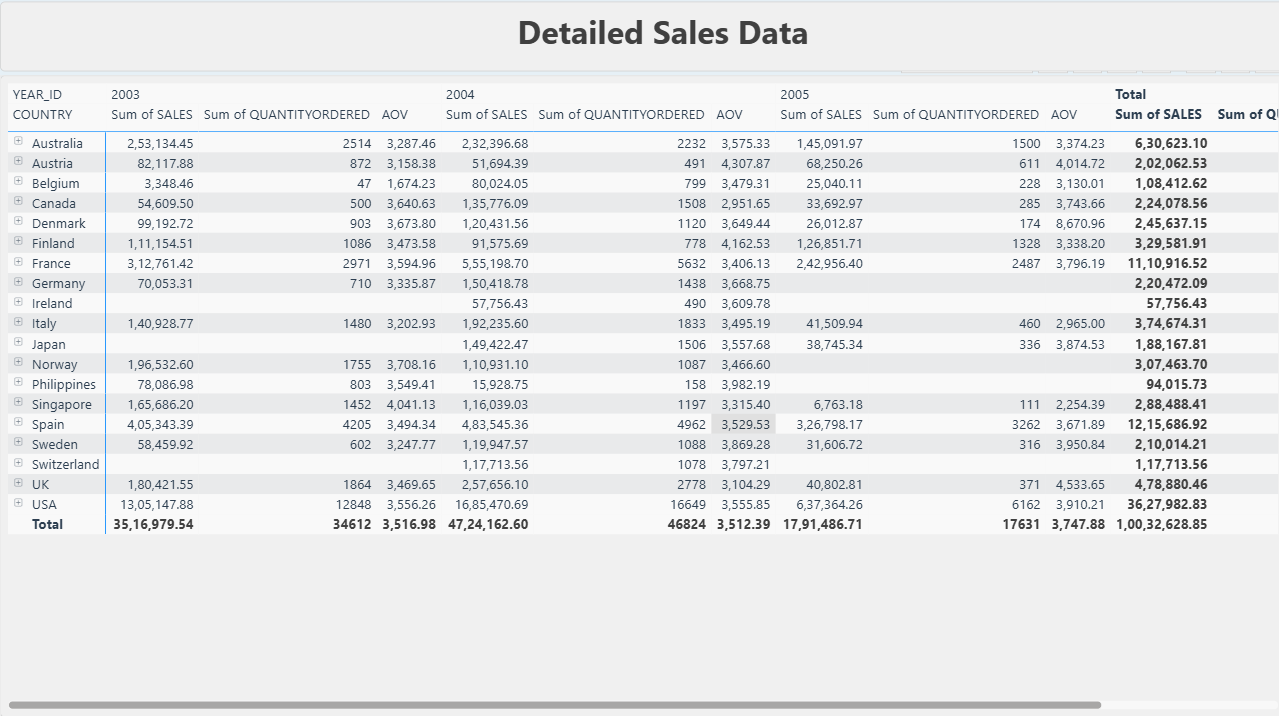 Detailed Sales Data
YEAR_ID 2003 2004 2005 Total
COUNTRY Sum of SALES Sum of QUANTITYORDERED AOV Sum of SALES Sum of QUANTITYORDERED AOV Sum of SALES Sum of QUANTITYORDERED AOV Sum of SALES Sum of QU
Australia 2,53,134.45 2514 3,287.46 2,32,396.68 2232 3,575.33 1,45,091.97 1500 3,374.23 6,30,623.10
Austria 82,117.88 872 3,158.38 51,694.39 491 4,307.87 68,250.26 611 4,014.72 2,02,062.53
Belgium 3,348.46 47 1,674.23 80,024.05 799 3,479.31 25,040.11 228 3,130.01 1,08,412.62
Canada 54,609.50 500 3,640.63 1,35,776.09 1508 2,951.65 33,692.97 285 3,743.66 2,24,078.56
Denmark 99,192.72 903 3,673.80 1,20,431.56 1120 3,649.44 26,012.87 174 8,670.96 2,45,637.15
Finland 1,11,154.51 1086 3,473.58 91,575.69 778 4,162.53 1,26,851.71 1328 3,338.20 3,29,581.91
France 3,12,761.42 2971 3,594.96 5,55,198.70 5632 3,406.13 2,42,956.40 2487 3,796.19 11,10,916.52
Germany 70,053.31 710 3,335.87 1,50,418.78 1438 3,668.75 2,20,472.09
Ireland 57,756.43 490 3,609.78 57,756.43
Italy 1,40,928.77 1480 3,202.93 1,92,235.60 1833 3,495.19 41,509.94 460 2,965.00 3,74,674.31
Japan 1,49,422.47 1506 3,557.68 38,745.34 336 3,874.53 1,88,167.81
Norway 1,96,532.60 1755 3,708.16 1,10,931.10 1087 3,466.60 3,07,463.70
Philippines 78,086.98 803 3,549.41 15,928.75 158 3,982.19 94,015.73
Singapore 1,65,686.20 1452 4,041.13 1,16,039.03 1197 3,315.40 6,763.18 111 2,254.39 2,88,488.41
Spain 4,05,343.39 4205 3,494.34 4,83,545.36 4962 3,529.53 3,26,798.17 3262 3,671.89 12,15,686.92
Sweden 58,459.92 602 3,247.77 1,19,947.57 1088 3,869.28 31,606.72 316 3,950.84 2,10,014.21
Switzerland 1,17,713.56 1078 3,797.21 1,17,713.56
UK 1,80,421.55 1864 3,469.65 2,57,656.10 2778 3,104.29 40,802.81 371 4,533.65 4,78,880.46
USA 13,05,147.88 12848 3,556.26 16,85,470.69 16649 3,555.85 6,37,364.26 6162 3,910.21 36,27,982.83
Total 35,16,979.54 34612 3,516.98 47,24,162.60 46824 3,512.39 17,91,486.71 17631 3,747.88 1,00,32,628.85